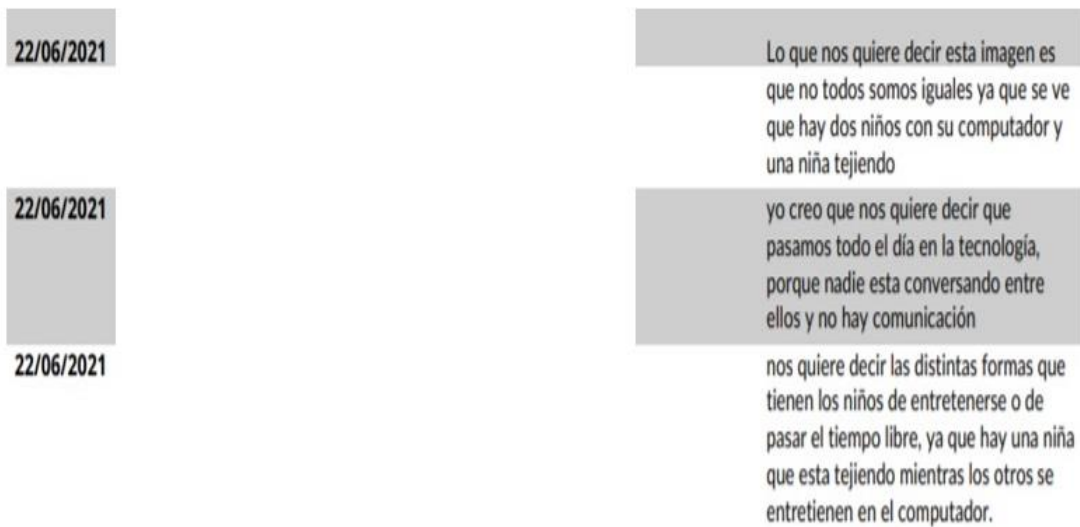 22/06/2021 Lo que nos quiere decir esta imagen es
que no todos somos iguales ya que se ve
que hay dos niños con su computador y
una niña tejiendo
22/06/2021 yo creo que nos quiere decir que
pasamos todo el día en la tecnología,
porque nadie esta conversando entre
ellos y no hay comunicación
22/06/2021 nos quiere decir las distintas formas que
tienen los niños de entretenerse o de
pasar el tiempo libre, ya que hay una niña
que esta tejiendo mientras los otros se
entretienen en el computador.